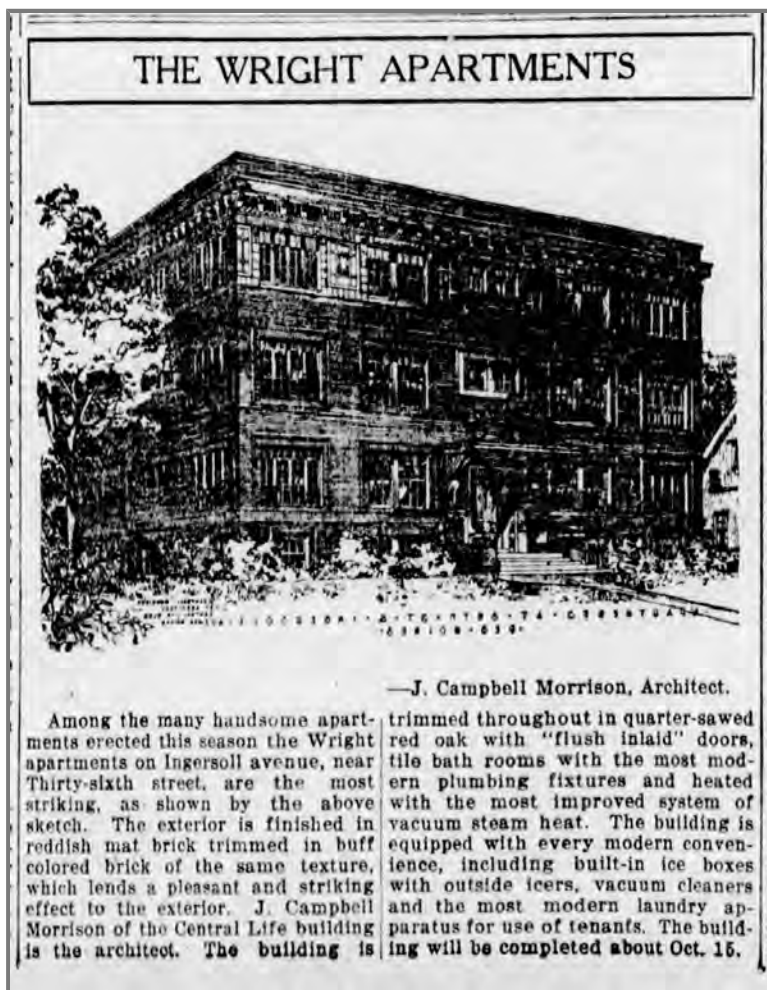 THE WRIGHT APARTMENTS
—J. Campbell Morrison, Architect.
Among the many handsome apart-
ments erected this season the Wright
apartments on Ingersoll avenue, near
Thirty-sixth street, are the most
striking, as shown by the above
sketch. The exterior is finished in
reddish mat brick trimmed in buff
colored brick of the same texture,
which lends a pleasant and striking
effect to the exterior. J. Campbell
Morrison of the Central Life building
is the architect. The building is
trimmed throughout in quarter-sawed
red oak with "flush inlaid" doors,
tile bath rooms with the most mod-
ern plumbing fixtures and heated
with the most improved system of
vacuum steam heat. The building is
equipped with every modern conven-
ience, including built-in ice boxes
with outside icers, vacuum cleaners
and the most modern laundry ap-
paratus for use of tenants. The build-
ing will be completed about Oct. 15.